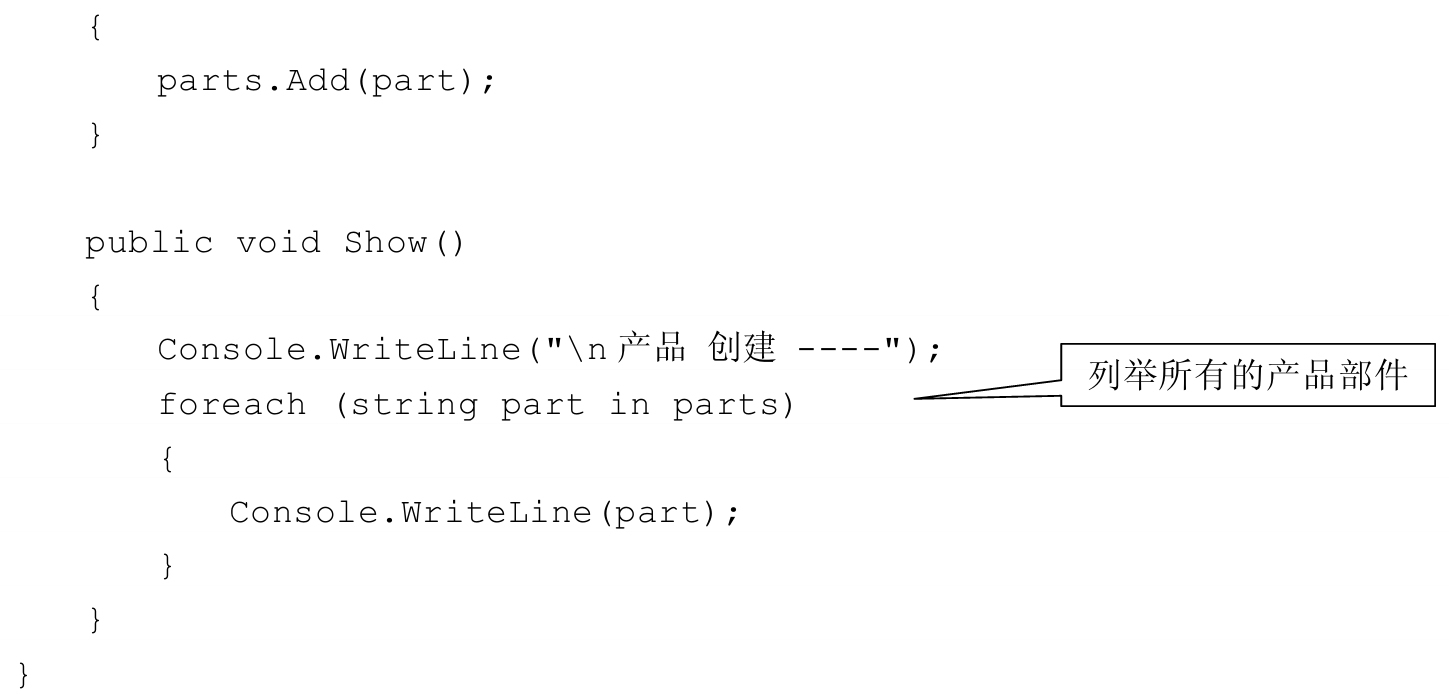 {
        parts.Add(part);
    }

    public void Show()
    {
        Console.WriteLine("\n产品 创建 ----");
        foreach (string part in parts)
列举所有的产品部件
        {
            Console.WriteLine(part);
        }
    }
}